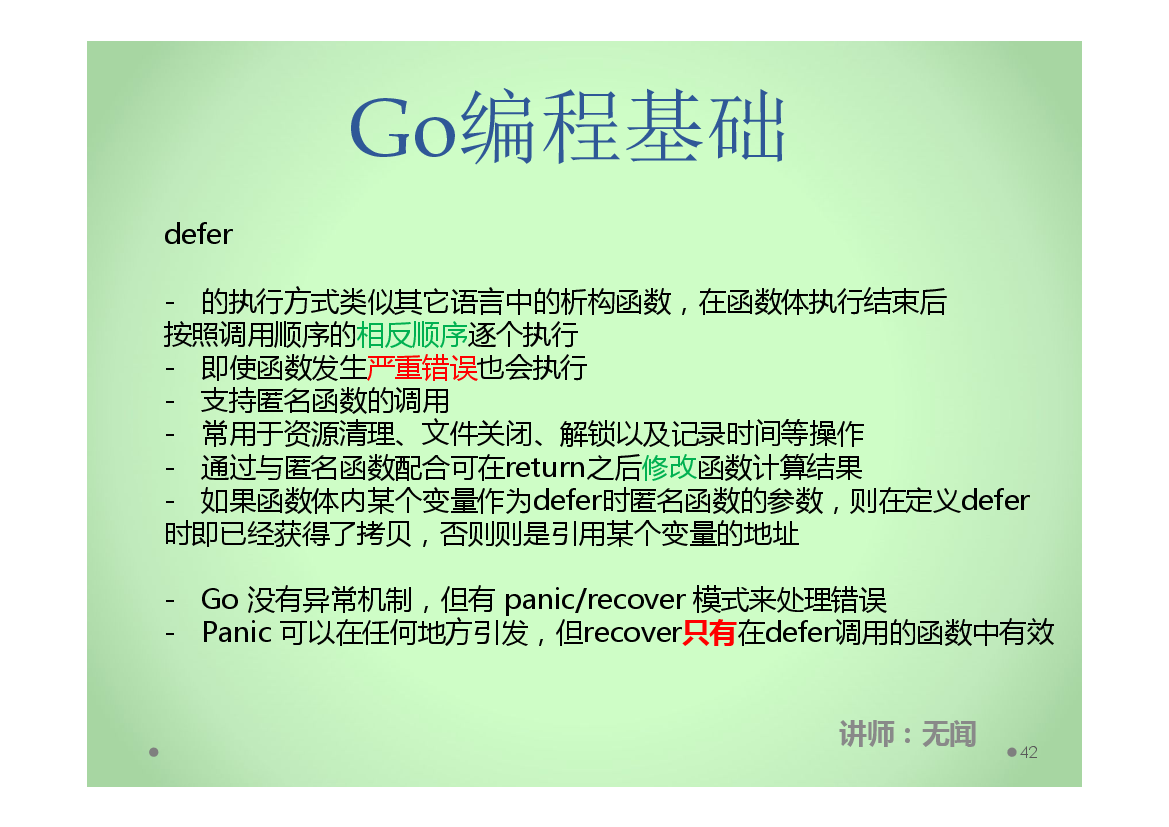 Go编程基础
defer
- 的执行方式类似其它语言中的析构函数，在函数体执行结束后
按照调用顺序的相反顺序逐个执行
- 即使函数发生严重错误也会执行
- 支持匿名函数的调用
- 常用于资源清理、文件关闭、解锁以及记录时间等操作
- 通过与匿名函数配合可在return之后修改函数计算结果
- 如果函数体内某个变量作为defer时匿名函数的参数，则在定义defer
时即已经获得了拷贝，否则则是引用某个变量的地址
- Go 没有异常机制，但有 panic/recover 模式来处理错误
- Panic 可以在任何地方引发，但recover只有在defer调用的函数中有效
讲师：无闻
42